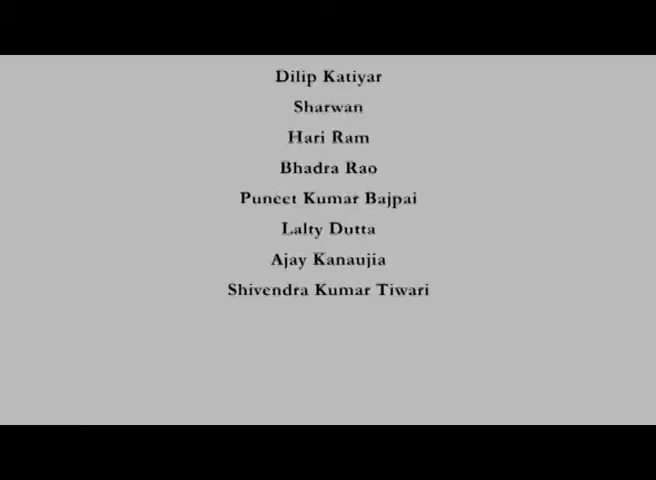 Dilip Katiyar
Sharwan
Hari Ram
Bhadra Rao
Puneet Kumar Bajpai
Lalty Dutta
Ajay Kanaujia
Shivendra Kumar Tiwari